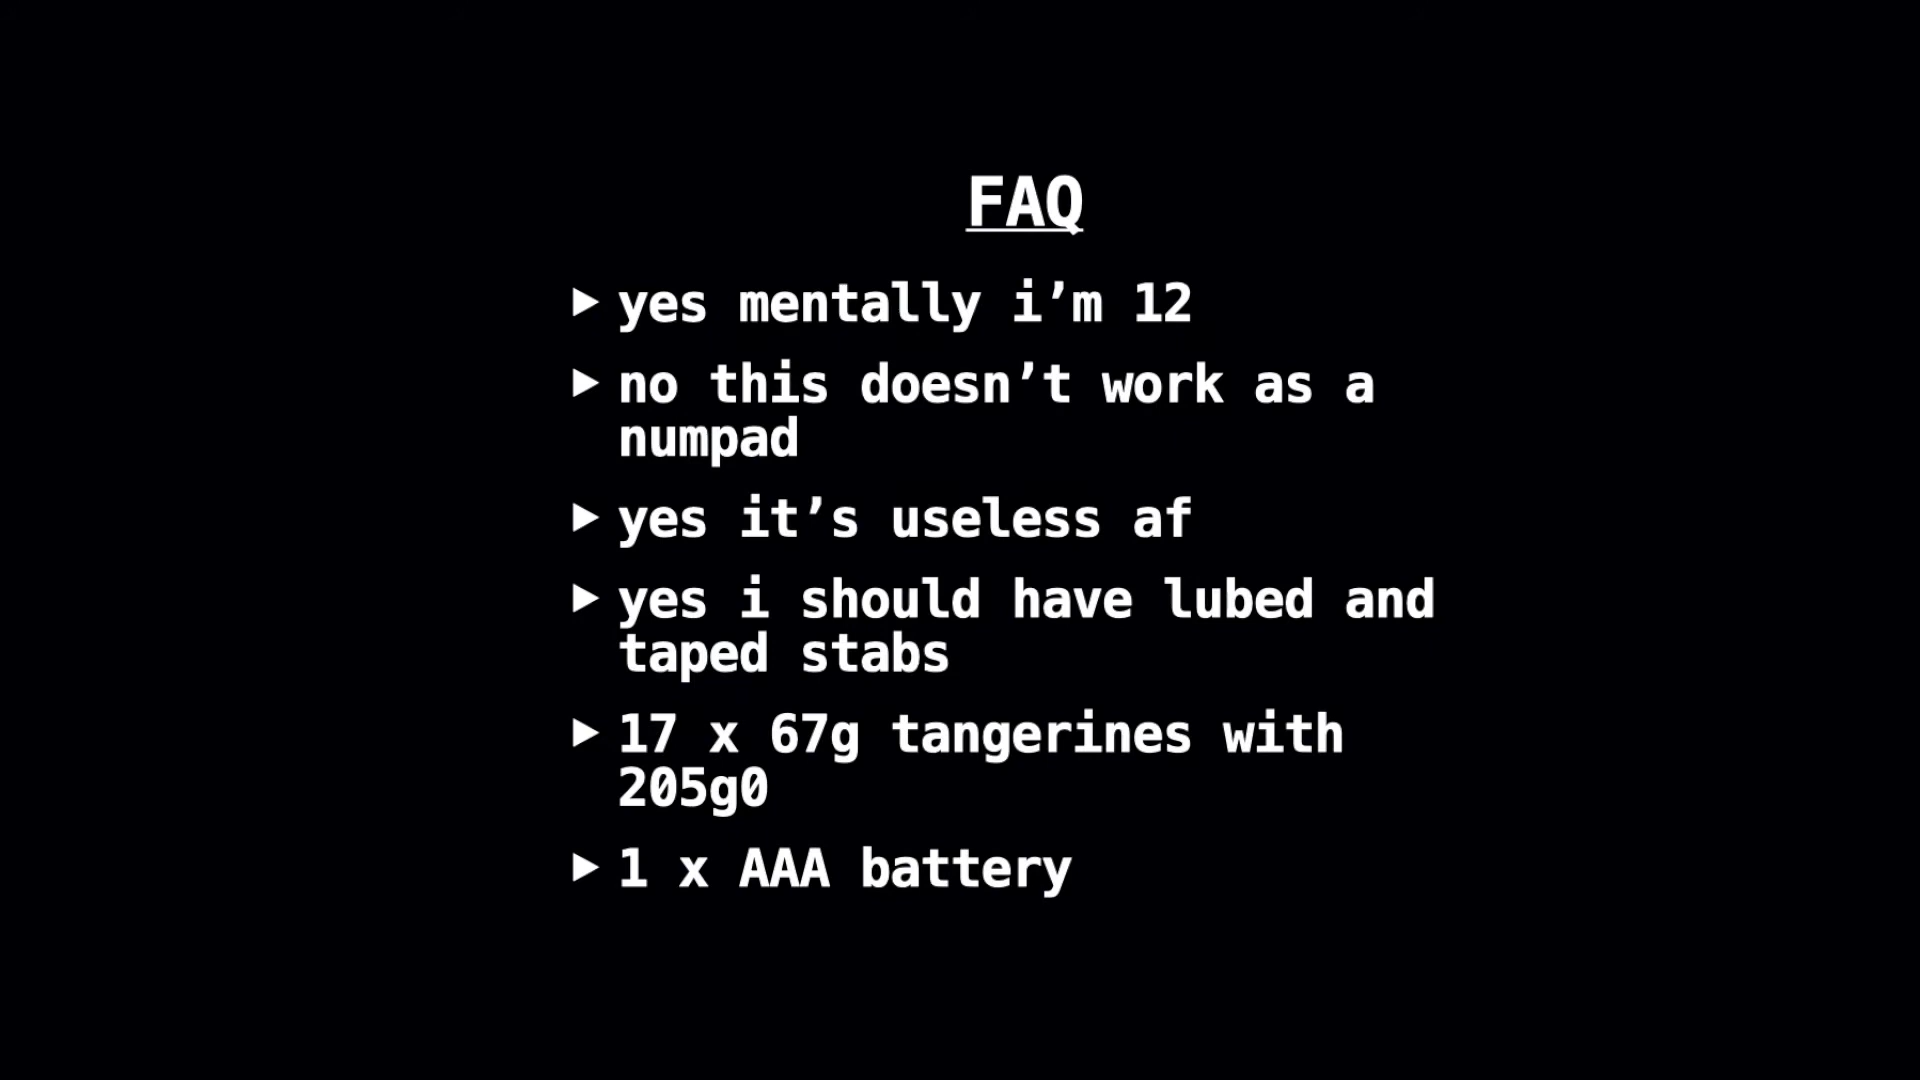 FAQ
▶ yes mentally i’m 12
▶ no this doesn’t work as a
numpad
▶ yes it’s useless af
▶ yes i should have lubed and
taped stabs
▶ 17 x 67g tangerines with
205g0
▶ 1 x AAA battery